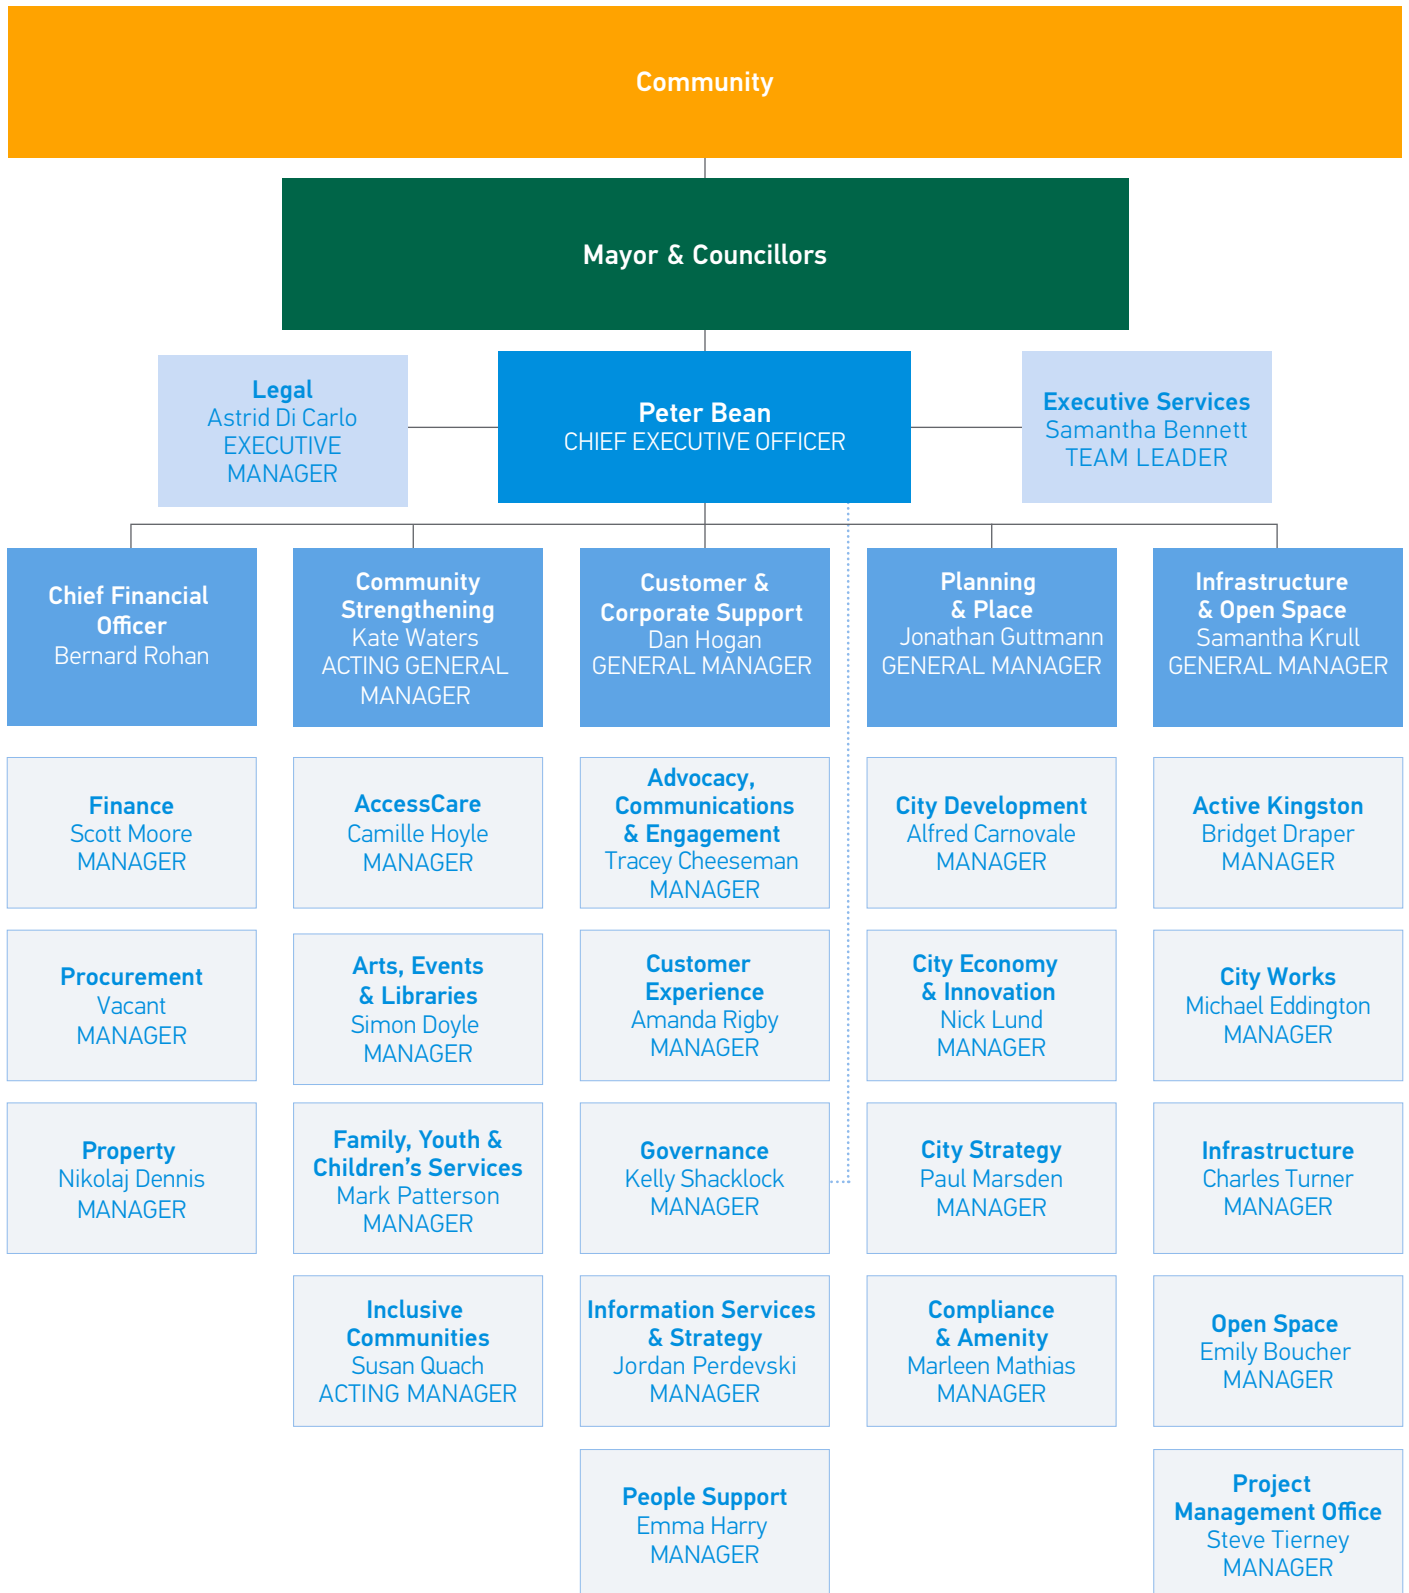 Community
Mayor & Councillors
Legal
Astrid Di Carlo
EXECUTIVE
MANAGER
Peter Bean
CHIEF EXECUTIVE OFFICER
Executive Services
Samantha Bennett
TEAM LEADER
Chief Financial
Officer
Bernard Rohan
Community
Strengthening
Kate Waters
ACTING GENERAL
MANAGER
Customer &
Corporate Support
Dan Hogan
GENERAL MANAGER
Planning
& Place
Jonathan Guttmann
GENERAL MANAGER
Infrastructure
& Open Space
Samantha Krull
GENERAL MANAGER
Finance
Scott Moore
MANAGER
AccessCare
Camille Hoyle
MANAGER
Advocacy,
Communications
& Engagement
Tracey Cheeseman
MANAGER
City Development
Alfred Carnovale
MANAGER
Active Kingston
Bridget Draper
MANAGER
Procurement
Vacant
MANAGER
Arts, Events
& Libraries
Simon Doyle
MANAGER
Customer
Experience
Amanda Rigby
MANAGER
City Economy
& Innovation
Nick Lund
MANAGER
City Works
Michael Eddington
MANAGER
Property
Nikolaj Dennis
MANAGER
Family, Youth &
Children's Services
Mark Patterson
MANAGER
Governance
Kelly Shacklock
MANAGER
City Strategy
Paul Marsden
MANAGER
Infrastructure
Charles Turner
MANAGER
Inclusive
Communities
Susan Quach
ACTING MANAGER
Information Services
& Strategy
Jordan Perdevski
MANAGER
Compliance
& Amenity
Marleen Mathias
MANAGER
Open Space
Emily Boucher
MANAGER
People Support
Emma Harry
MANAGER
Project
Management Office
Steve Tierney
MANAGER